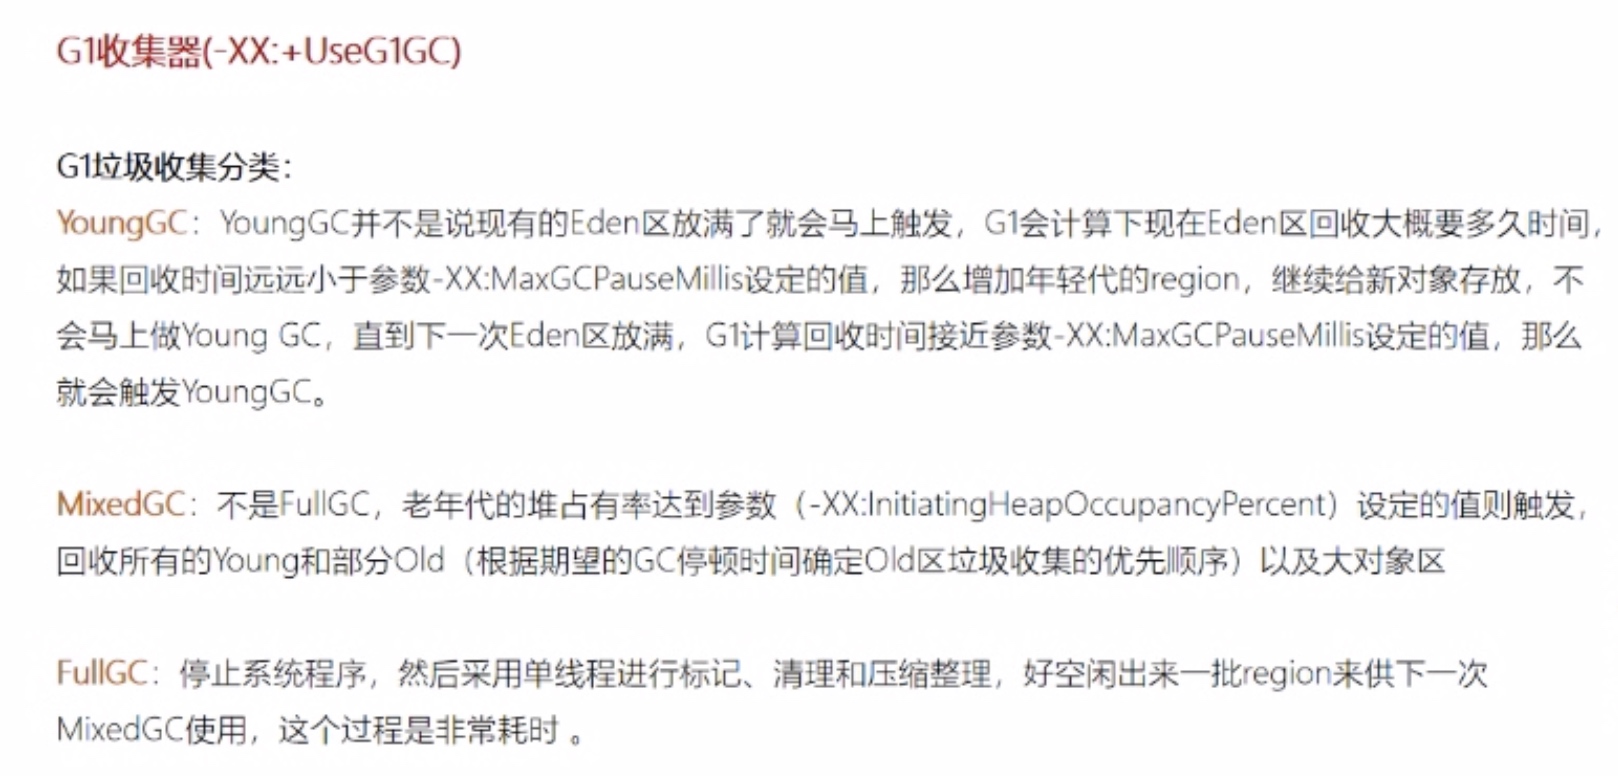 G1收集器(-XX:+UseG1GC)
G1垃圾收集分类：
YoungGC：YoungGC并不是说现有的Eden区放满了就会马上触发，G1会计算下现在Eden区回收大概要多久时间，
如果回收时间远远小于参数-XX:MaxGCPauseMillis设定的值，那么增加年轻代的region，继续给新对象存放，不
会马上做Young GC，直到下一次Eden区放满，G1计算回收时间接近参数-XX:MaxGCPauseMillis设定的值，那么
就会触发YoungGC。
MixedGC：不是FullGC，老年代的堆占有率达到参数（-XX:InitiatingHeapOccupancyPercent）设定的值则触发，
回收所有的Young和部分Old（根据期望的GC停顿时间确定Old区垃圾收集的优先顺序）以及大对象区
FullGC：停止系统程序，然后采用单线程进行标记、清理和压缩整理，好空闲出来一批region来供下一次
MixedGC使用，这个过程是非常耗时 。